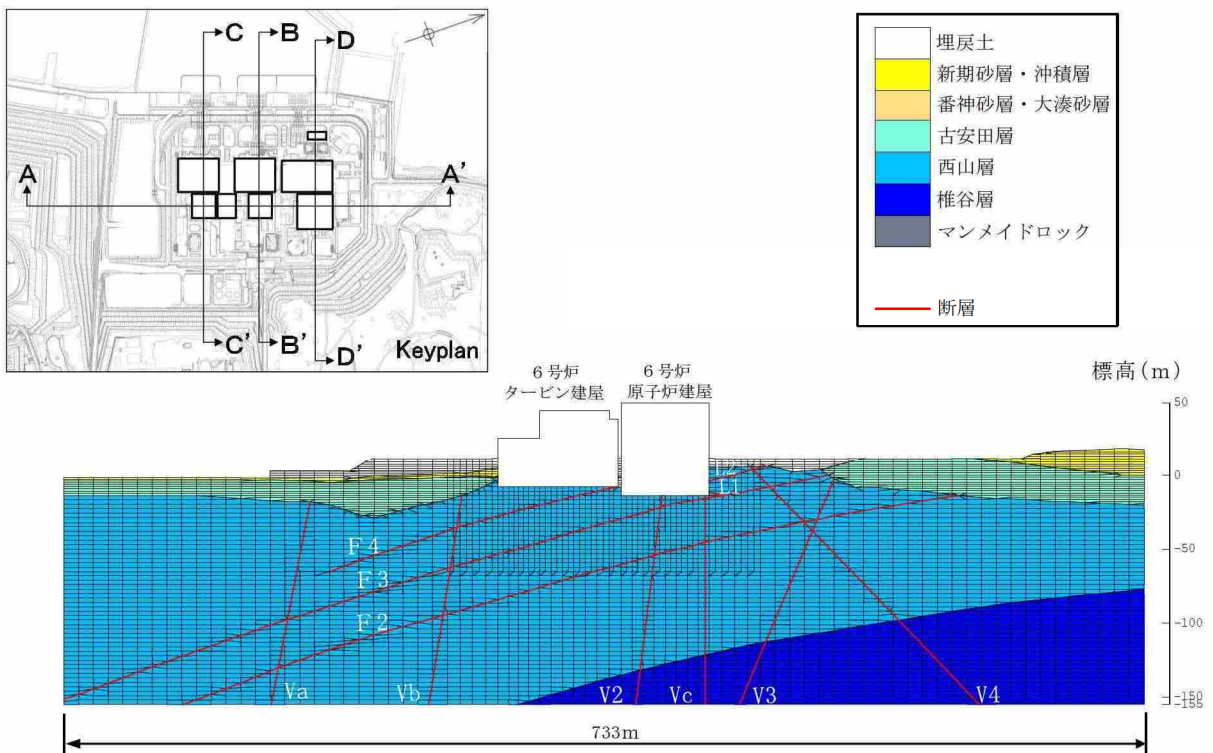 C B D
A A'
C' B' D' Keyplan
埋戻土
新期砂層・沖積層
番神砂層・大湊砂層
古安田層
西山層
椎谷層
マンメイドロック
断層
6号炉
タービン建屋
6号炉
原子炉建屋
標高(m)
50
0
-50
-100
-150
-155
L2
L1
F4
F3
F2
Va Vb V2 Vc V3 V4
733m